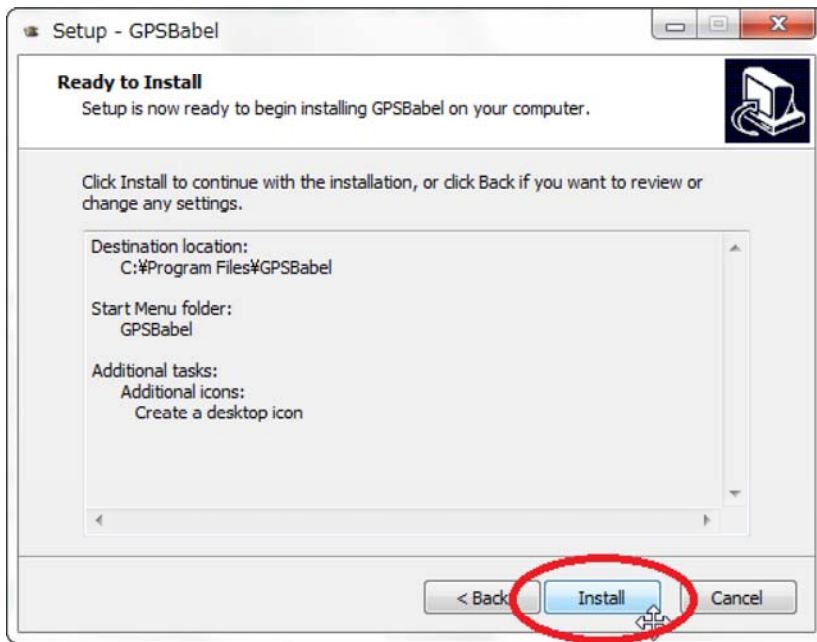 Setup - GPSBabel
Ready to Install
Setup is now ready to begin installing GPSBabel on your computer.
Click Install to continue with the installation, or click Back if you want to review or
change any settings.
Destination location:
C:¥Program Files¥GPSBabel
Start Menu folder:
GPSBabel
Additional tasks:
Additional icons:
Create a desktop icon
< Back Install Cancel